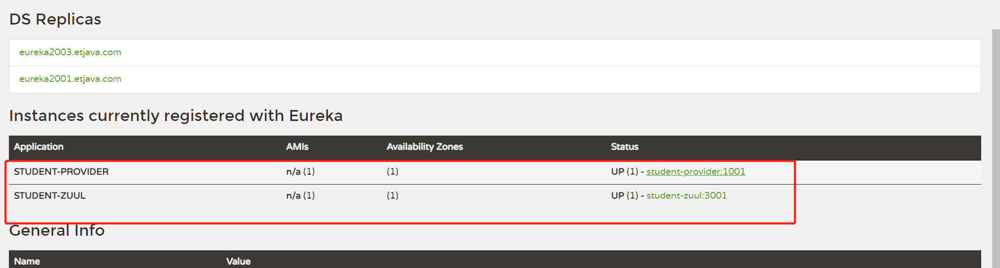 DS Replicas
eureka2003.etjava.com
eureka2001.etjava.com
Instances currently registered with Eureka
Application AMIs Availability Zones Status
STUDENT-PROVIDER n/a (1) (1) UP (1) - student-provider:1001
STUDENT-ZUUL n/a (1) (1) UP (1) - student-zuul:3001
General Info
Name Value